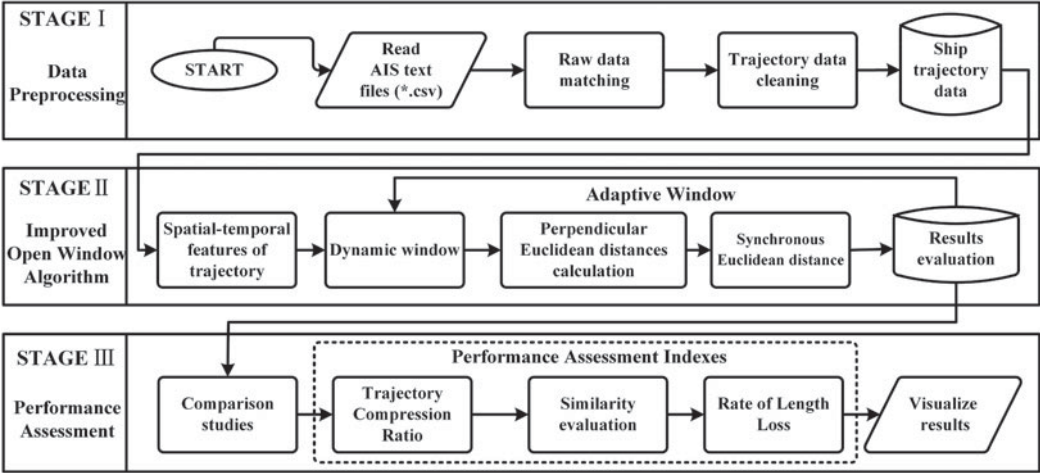 STAGE Ⅰ
Data
Preprocessing
START
Read
AIS text
files (*.csv)
Raw data
matching
Trajectory data
cleaning
Ship
trajectory
data
STAGE Ⅱ
Improved
Open Window
Algorithm
Adaptive Window
Spatial-temporal
features of
trajectory
Dynamic window
Perpendicular
Euclidean distances
calculation
Synchronous
Euclidean distance
Results
evaluation
STAGE Ⅲ
Performance
Assessment
Performance Assessment Indexes
Comparison
studies
Trajectory
Compression
Ratio
Similarity
evaluation
Rate of Length
Loss
Visualize
results